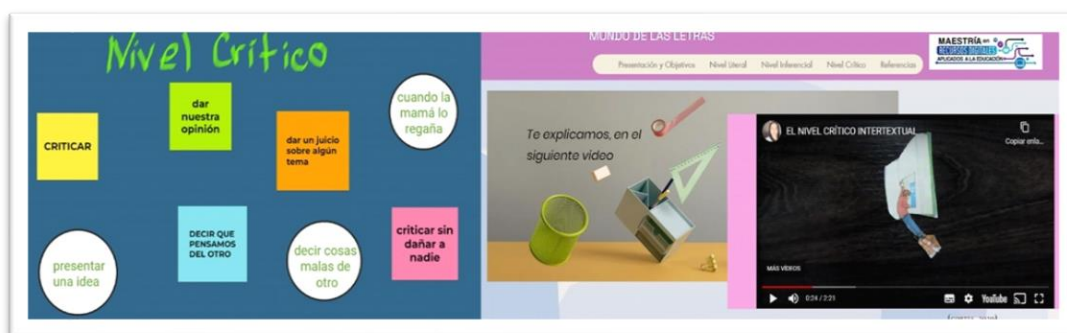 Nivel Crítico
CRITICAR
dar
nuestra
opinión
dar un juicio
sobre algún
tema
cuando la
mamá lo
regaña
presentar
una idea
DECIR QUE
PENSAMOS
DEL OTRO
decir cosas
malas de
otro
criticar sin
dañar a
nadie
MUNDO DE LAS LETRAS
Presentación y Objetivos Nivel Literal Nivel Inferencial Nivel Crítico Referencias
MAESTRÍA en
RECURSOS DIGITALES
APLICADOS A LA EDUCACIÓN
Te explicamos, en el
siguiente video
EL NIVEL CRÍTICO INTERTEXTUAL
Copiar enla...
MÁS VÍDEOS
0:24 / 2:21
YouTube